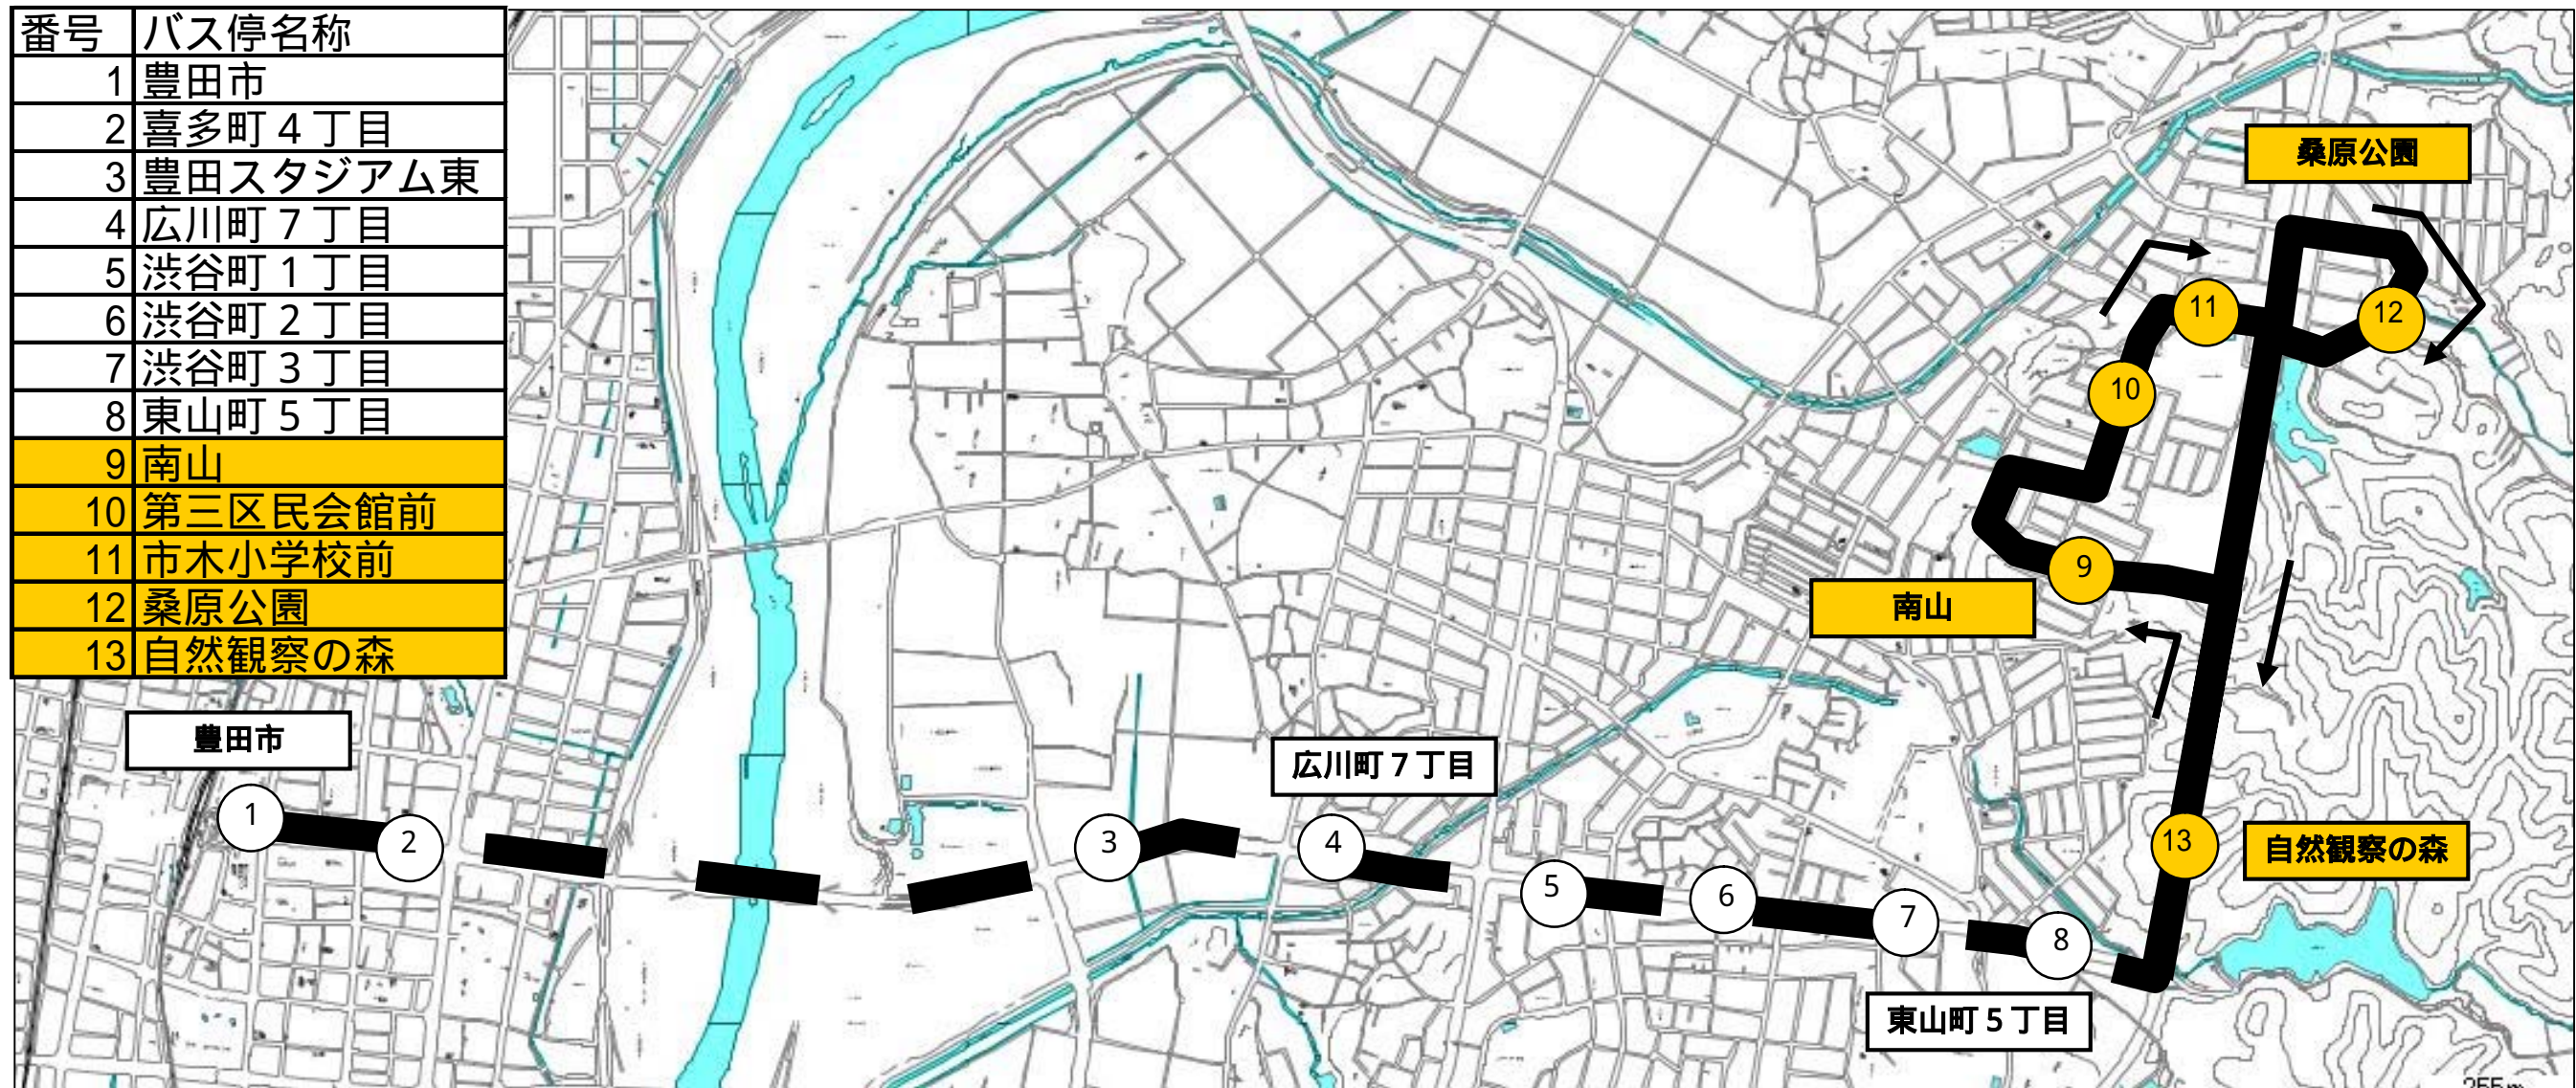 番号 バス停名称
1 豊田市
2 喜多町４丁目
3 豊田スタジアム東
4 広川町７丁目
5 渋谷町１丁目
6 渋谷町２丁目
7 渋谷町３丁目
8 東山町５丁目
9 南山
10 第三区民会館前
11 市木小学校前
12 桑原公園
13 自然観察の森
桑原公園
11
12
10
9
南山
豊田市
広川町７丁目
1
2
3
4
13
自然観察の森
5
6
7
8
東山町５丁目